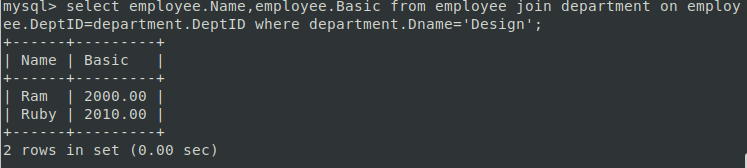 mysql> select employee.Name,employee.Basic from employee join department on employ
ee.DeptID=department.DeptID where department.Dname='Design';
+------+---------+
| Name | Basic   |
+------+---------+
| Ram  | 2000.00 |
| Ruby | 2010.00 |
+------+---------+
2 rows in set (0.00 sec)